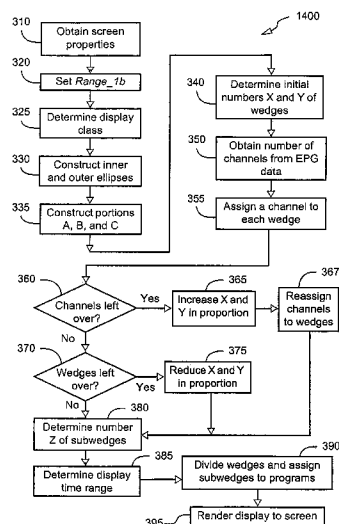 1400
310
Obtain screen
properties
320
Set Range_1b
325
Determine display
class
330
Construct inner
and outer ellipses
335
Construct portions
A, B, and C
340
Determine initial
numbers X and Y of
wedges
350
Obtain number of
channels from EPG
data
355
Assign a channel to
each wedge
360
Channels left
over?
Yes
No
365
Increase X and
Y in proportion
367
Reassign
channels
to wedges
370
Wedges left
over?
Yes
No
375
Reduce X and Y
in proportion
380
Determine number
Z of subwedges
385
Determine display
time range
390
Divide wedges and assign
subwedges to programs
395
Render display to screen